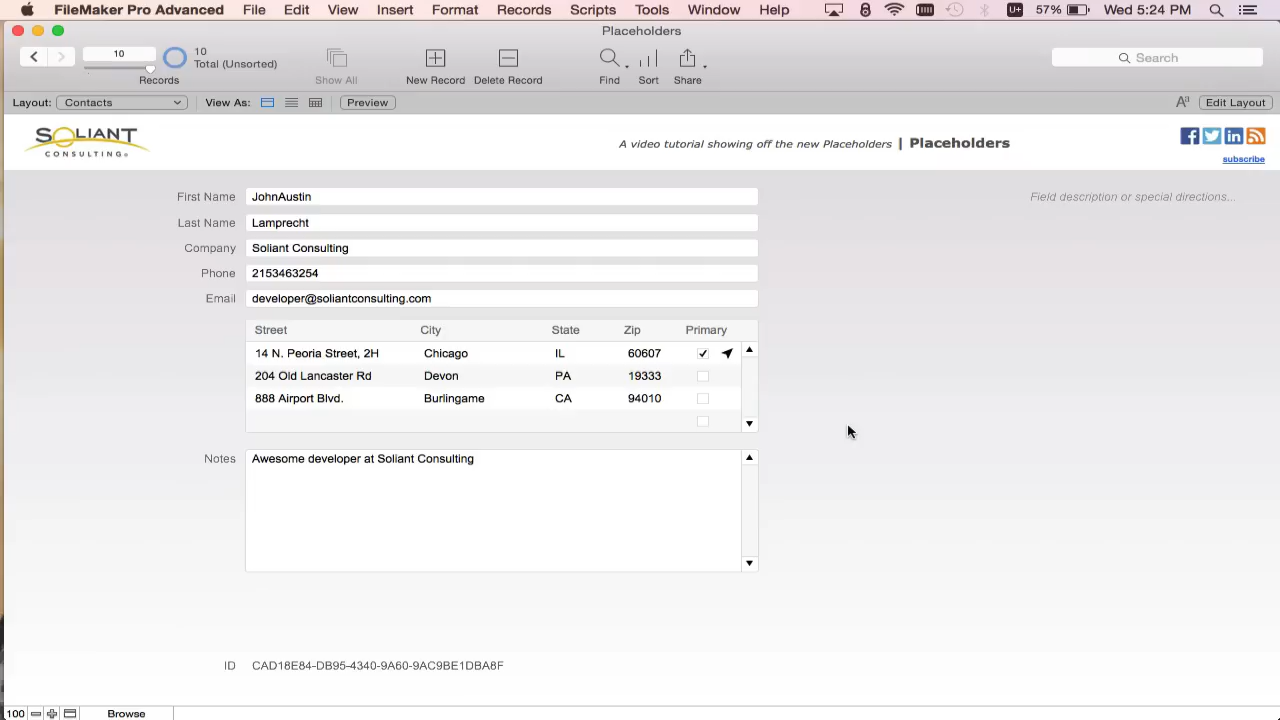 FileMaker Pro Advanced File Edit View Insert Format Records Scripts Tools Window Help U+ 57% Wed 5:24 PM
Placeholders
10
10
Total (Unsorted)
Records
Show All
New Record
Delete Record
Find
Sort
Share
Search
Layout: Contacts View As: Preview Aa Edit Layout
SOLIANT
CONSULTING
A video tutorial showing off the new Placeholders | Placeholders
subscribe
First Name JohnAustin
Field description or special directions...
Last Name Lamprecht
Company Soliant Consulting
Phone 2153463254
Email developer@soliantconsulting.com
Street City State Zip Primary
14 N. Peoria Street, 2H Chicago IL 60607
204 Old Lancaster Rd Devon PA 19333
888 Airport Blvd. Burlingame CA 94010
Notes Awesome developer at Soliant Consulting
ID CAD18E84-DB95-4340-9A60-9AC9BE1DBA8F
100 Browse